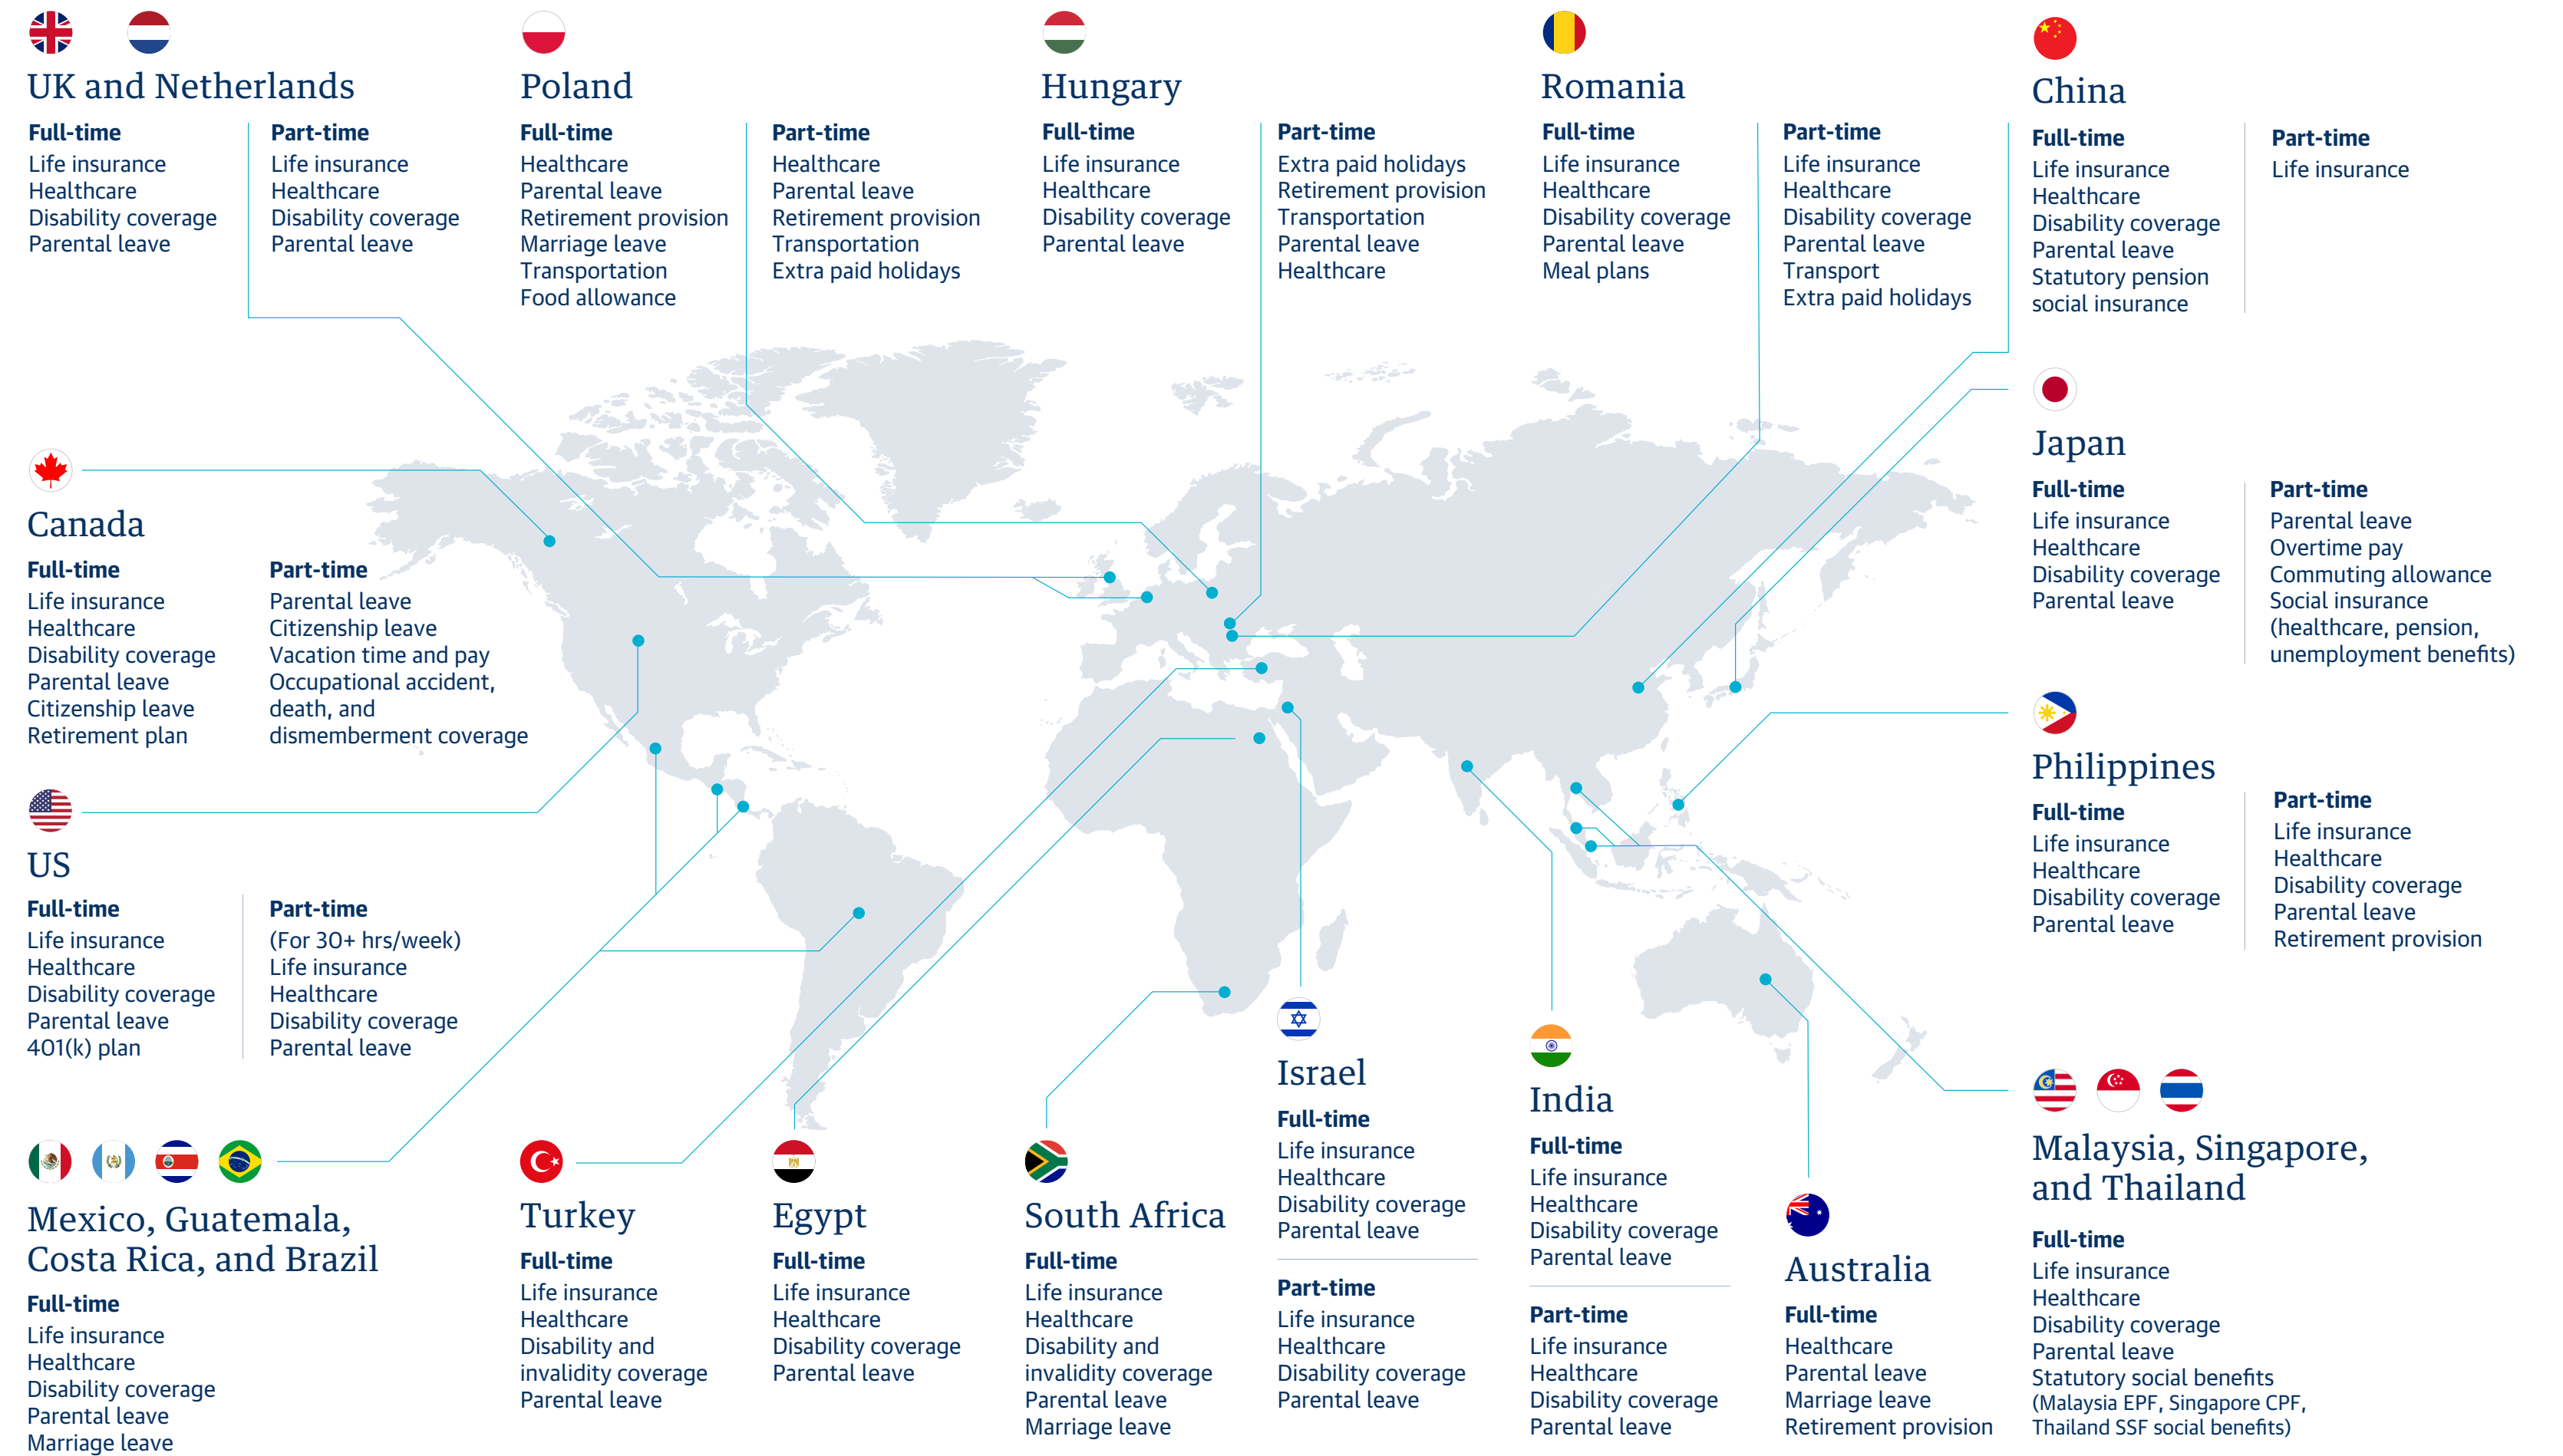 UK and Netherlands
Full-time
Life insurance
Healthcare
Disability coverage
Parental leave
Part-time
Life insurance
Healthcare
Disability coverage
Parental leave
Poland
Full-time
Healthcare
Parental leave
Retirement provision
Marriage leave
Transportation
Food allowance
Part-time
Healthcare
Parental leave
Retirement provision
Transportation
Extra paid holidays
Hungary
Full-time
Life insurance
Healthcare
Disability coverage
Parental leave
Part-time
Extra paid holidays
Retirement provision
Transportation
Parental leave
Healthcare
Romania
Full-time
Life insurance
Healthcare
Disability coverage
Parental leave
Meal plans
Part-time
Life insurance
Healthcare
Disability coverage
Parental leave
Transport
Extra paid holidays
China
Full-time
Life insurance
Healthcare
Disability coverage
Parental leave
Statutory pension
social insurance
Part-time
Life insurance
Japan
Full-time
Life insurance
Healthcare
Disability coverage
Parental leave
Part-time
Parental leave
Overtime pay
Commuting allowance
Social insurance
(healthcare, pension,
unemployment benefits)
Canada
Full-time
Life insurance
Healthcare
Disability coverage
Parental leave
Citizenship leave
Retirement plan
Part-time
Parental leave
Citizenship leave
Vacation time and pay
Occupational accident,
death, and
dismemberment coverage
Philippines
Full-time
Life insurance
Healthcare
Disability coverage
Parental leave
Part-time
Life insurance
Healthcare
Disability coverage
Parental leave
Retirement provision
US
Full-time
Life insurance
Healthcare
Disability coverage
Parental leave
401(k) plan
Part-time
(For 30+ hrs/week)
Life insurance
Healthcare
Disability coverage
Parental leave
Mexico, Guatemala,
Costa Rica, and Brazil
Full-time
Life insurance
Healthcare
Disability coverage
Parental leave
Marriage leave
Turkey
Full-time
Life insurance
Healthcare
Disability and
invalidity coverage
Parental leave
Egypt
Full-time
Life insurance
Healthcare
Disability coverage
Parental leave
South Africa
Full-time
Life insurance
Healthcare
Disability and
invalidity coverage
Parental leave
Marriage leave
Israel
Full-time
Life insurance
Healthcare
Disability coverage
Parental leave
Part-time
Life insurance
Healthcare
Disability coverage
Parental leave
India
Full-time
Life insurance
Healthcare
Disability coverage
Parental leave
Part-time
Life insurance
Healthcare
Disability coverage
Parental leave
Australia
Full-time
Healthcare
Parental leave
Marriage leave
Retirement provision
Malaysia, Singapore,
and Thailand
Full-time
Life insurance
Healthcare
Disability coverage
Parental leave
Statutory social benefits
(Malaysia EPF, Singapore CPF,
Thailand SSF social benefits)